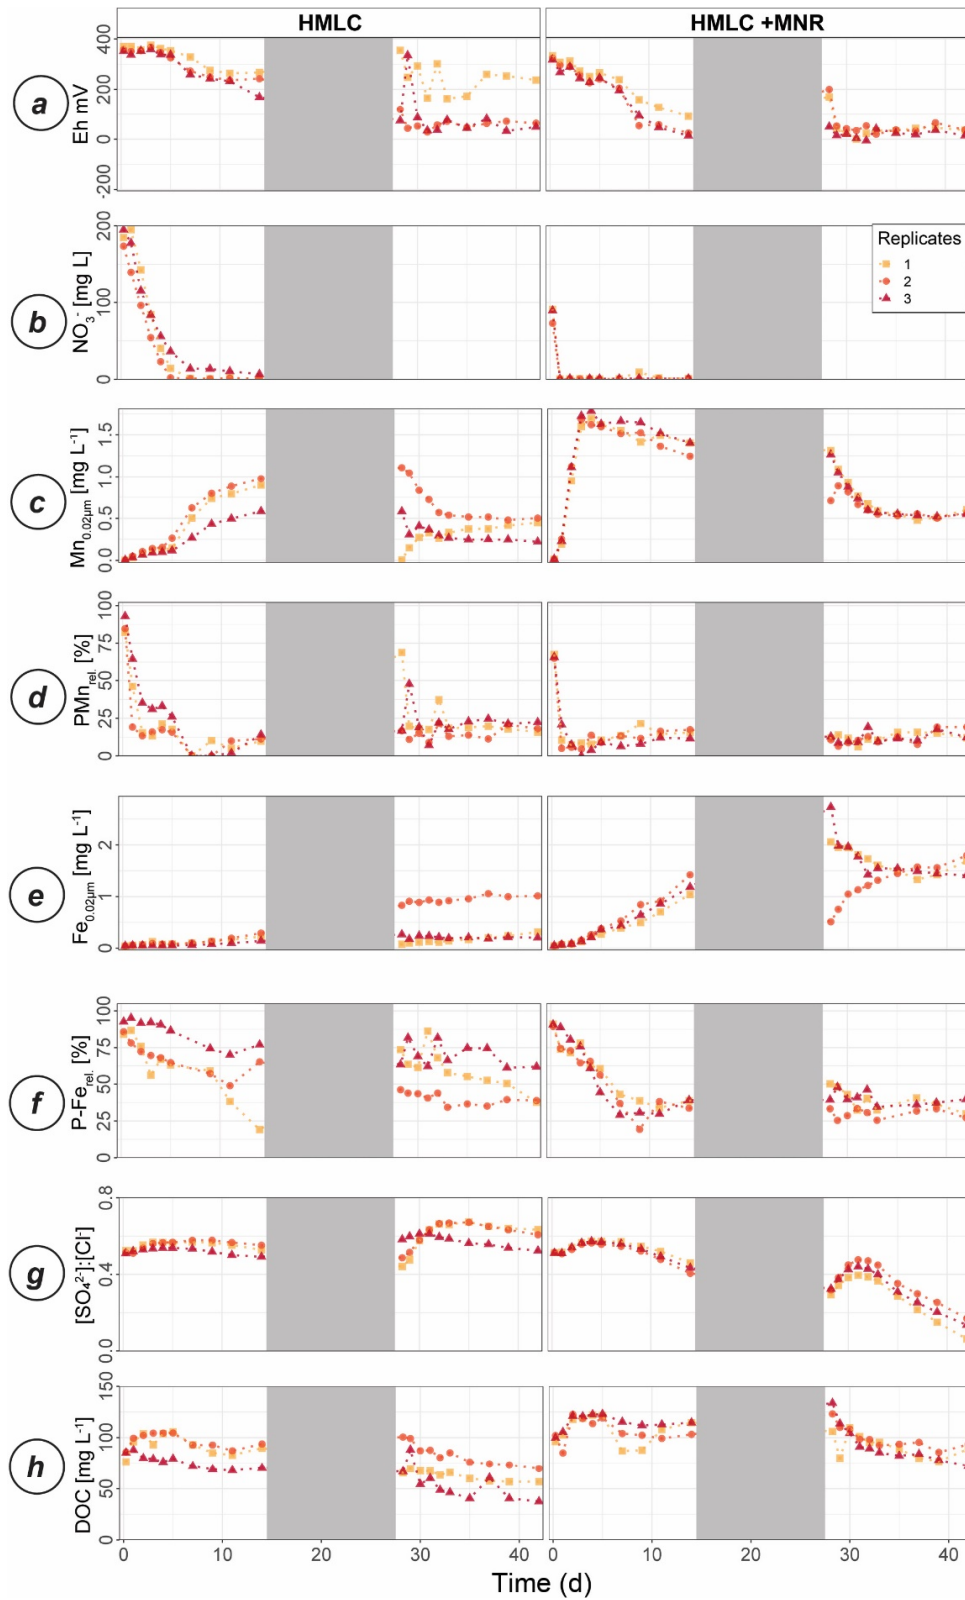 HMLC
HMLC +MNR
a
Eh mV
400
200
0
-200
b
NO₃⁻ [mg L]
200
100
0
Replicates
1
2
3
c
Mn0.02µm [mg L⁻¹]
1.5
1.0
0.5
0.0
d
PMnrel. [%]
100
75
50
25
0
e
Fe0.02µm [mg L⁻¹]
2
1
0
f
P-Ferel. [%]
100
75
50
25
0
g
[SO₄²⁻]:[Cl⁻]
0.8
0.4
0.0
h
DOC [mg L⁻¹]
150
100
50
0
0 10 20 30 40 0 10 20 30 40
Time (d)